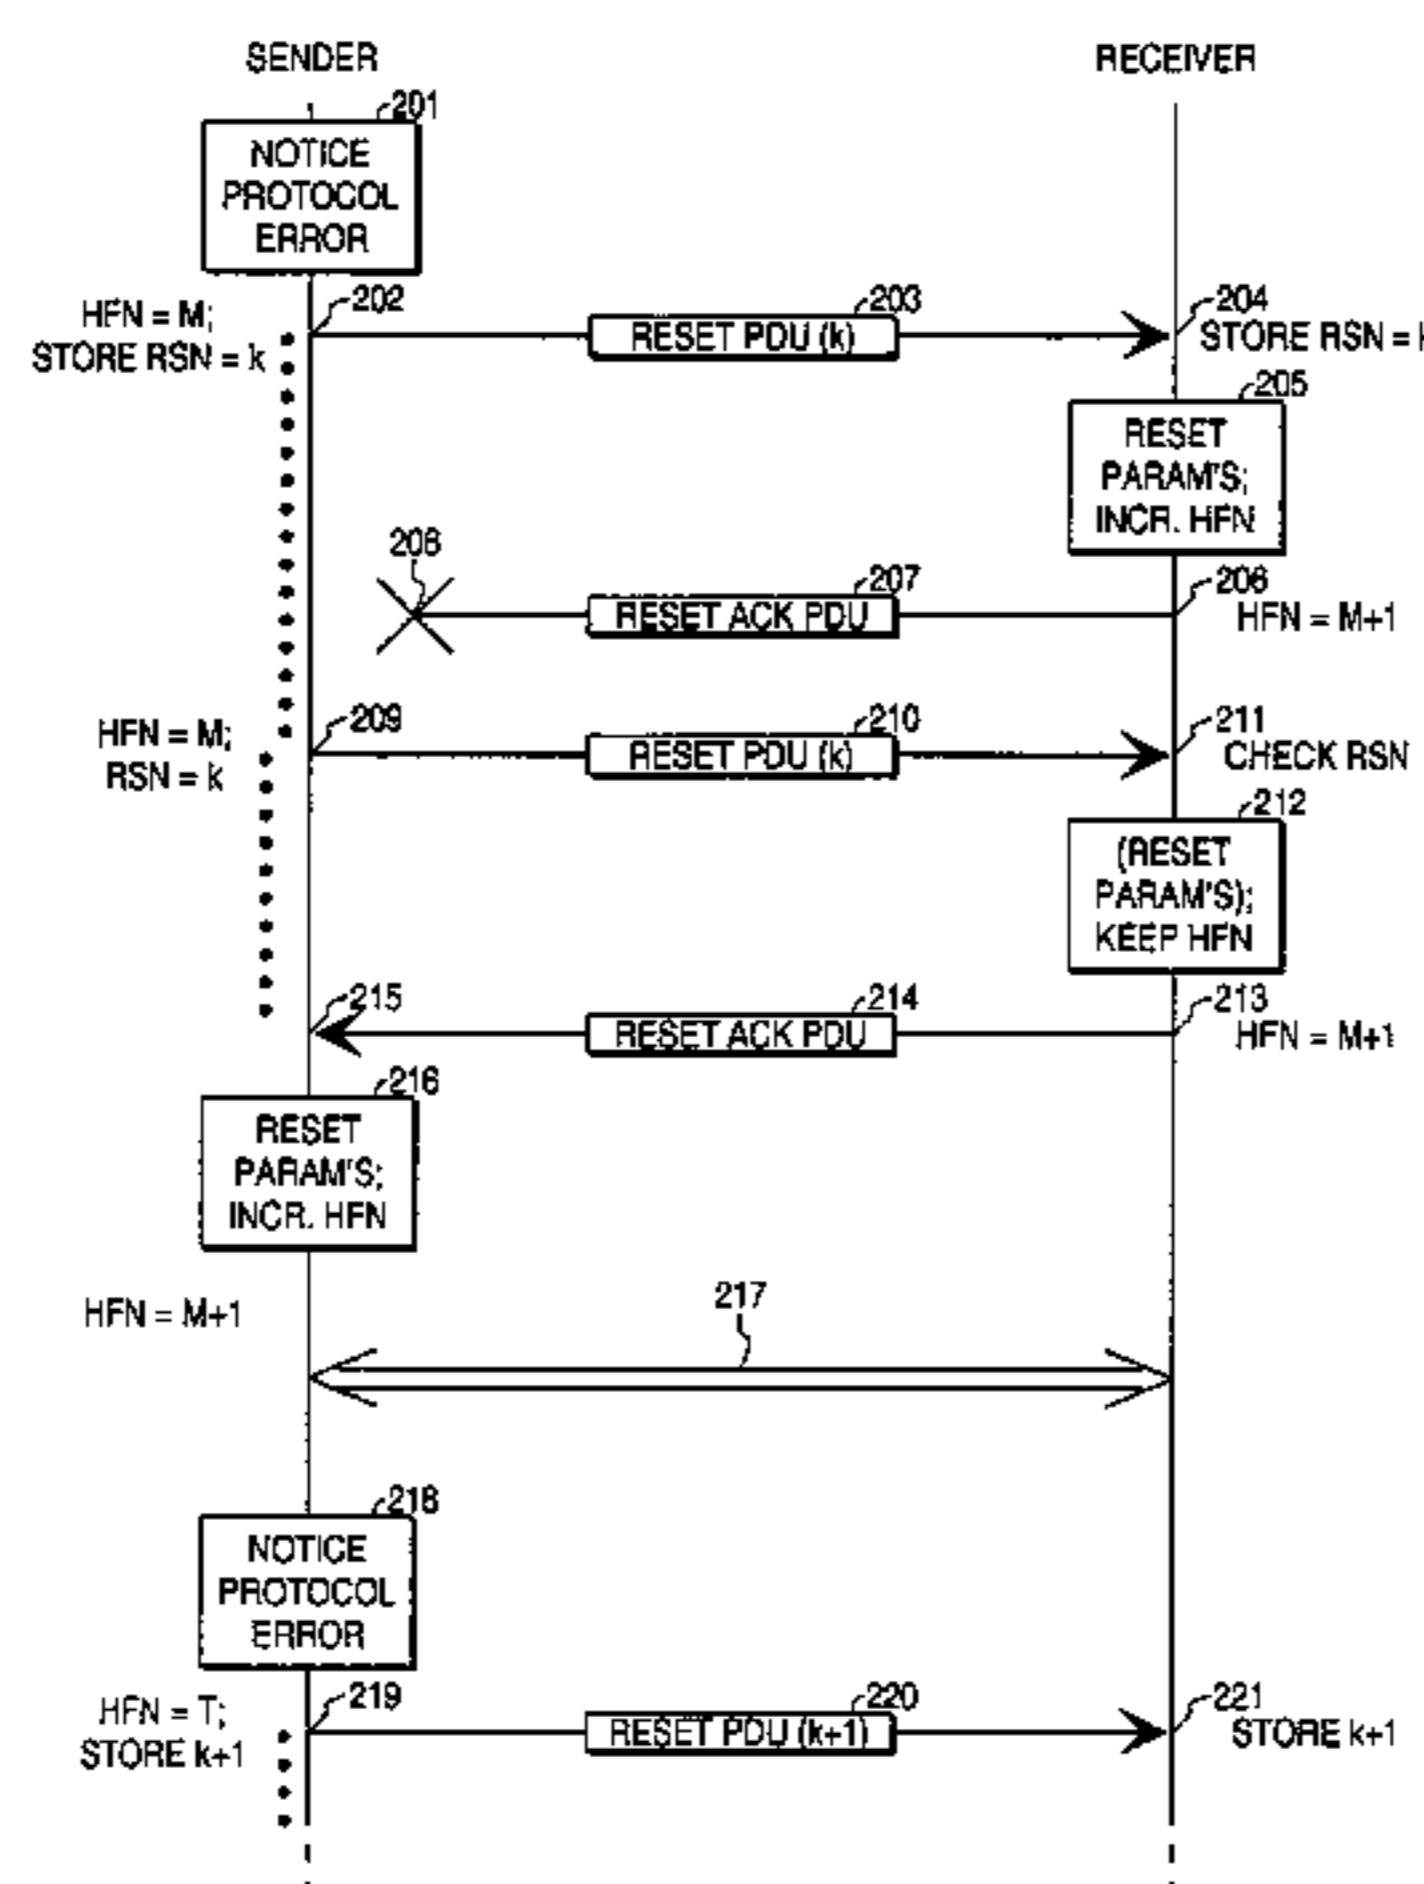 SENDER
RECEIVER
201
NOTICE
PROTOCOL
ERROR
HFN = M;
STORE RSN = k
202
RESET PDU (k)
203
204
STORE RSN =
205
RESET
PARAM'S;
INCR. HFN
208
RESET ACK PDU
207
206
HFN = M+1
HFN = M;
RSN = k
209
RESET PDU (k)
210
211
CHECK RSN
212
(RESET
PARAM'S);
KEEP HFN
215
RESET ACK PDU
214
213
HFN = M+1
216
RESET
PARAM'S;
INCR. HFN
HFN = M+1
217
218
NOTICE
PROTOCOL
ERROR
HFN = T;
STORE k+1
219
RESET PDU (k+1)
220
221
STORE k+1